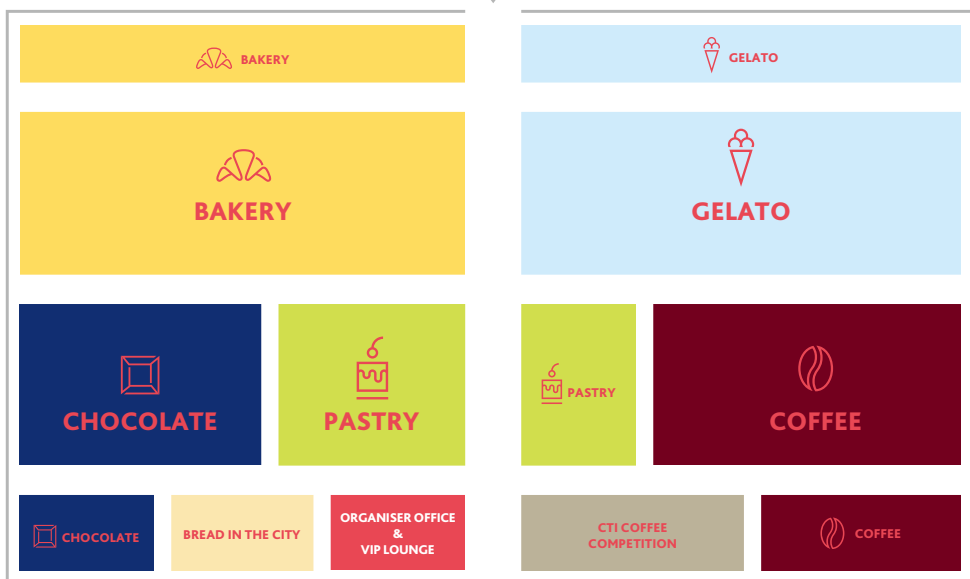 BAKERY
GELATO
BAKERY
GELATO
CHOCOLATE
PASTRY
PASTRY
COFFEE
CHOCOLATE
BREAD IN THE CITY
ORGANISER OFFICE
&
VIP LOUNGE
CTI COFFEE
COMPETITION
COFFEE